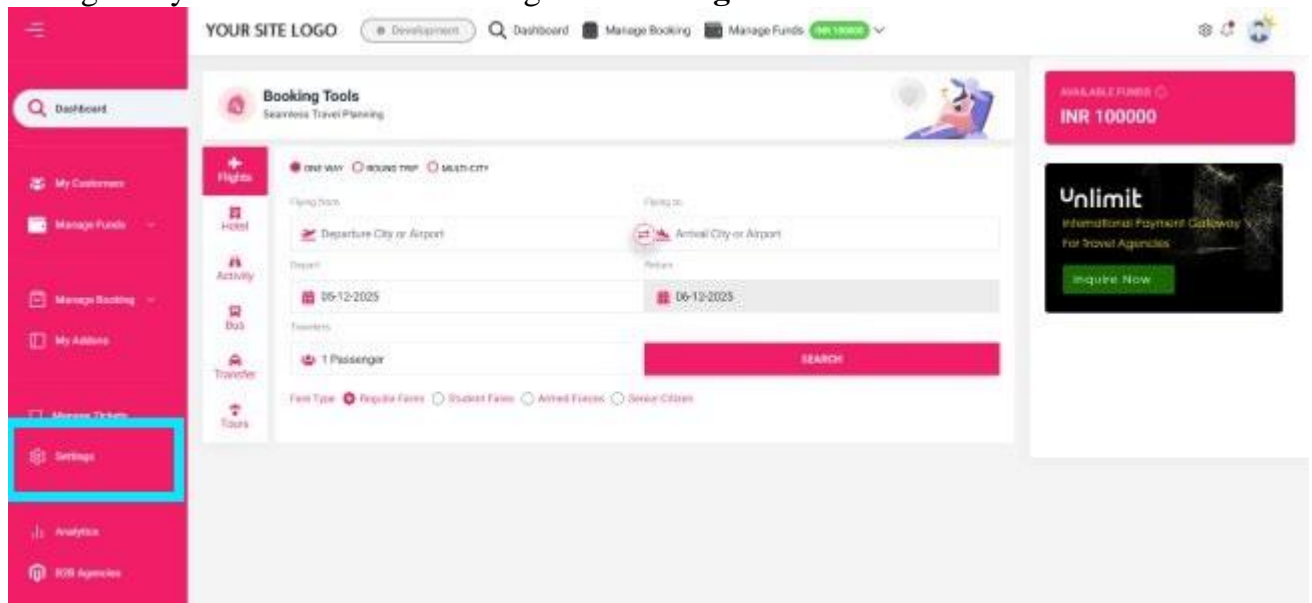 YOUR SITE LOGO
Development
Dashboard
Manage Booking
Manage Funds
INR 100000
Dashboard
My Customers
Manage Funds
Manage Booking
My Addons
Manage Tickets
Settings
Analytics
B2B Agencies
Booking Tools
Seamless Travel Planning
Flights
Hotel
Activity
Bus
Transfer
Tours
ONE WAY
ROUND TRIP
MULTI-CITY
Flying from
Flying to
Departure City or Airport
Arrival City or Airport
Depart
Return
06-12-2025
06-12-2025
Travelers
1 Passenger
SEARCH
Fare Type
Regular Fares
Student Fares
Armed Forces
Senior Citizen
AVAILABLE FUNDS
INR 100000
Unlimit
International Payment Gateway
For Travel Agencies
Inquire Now